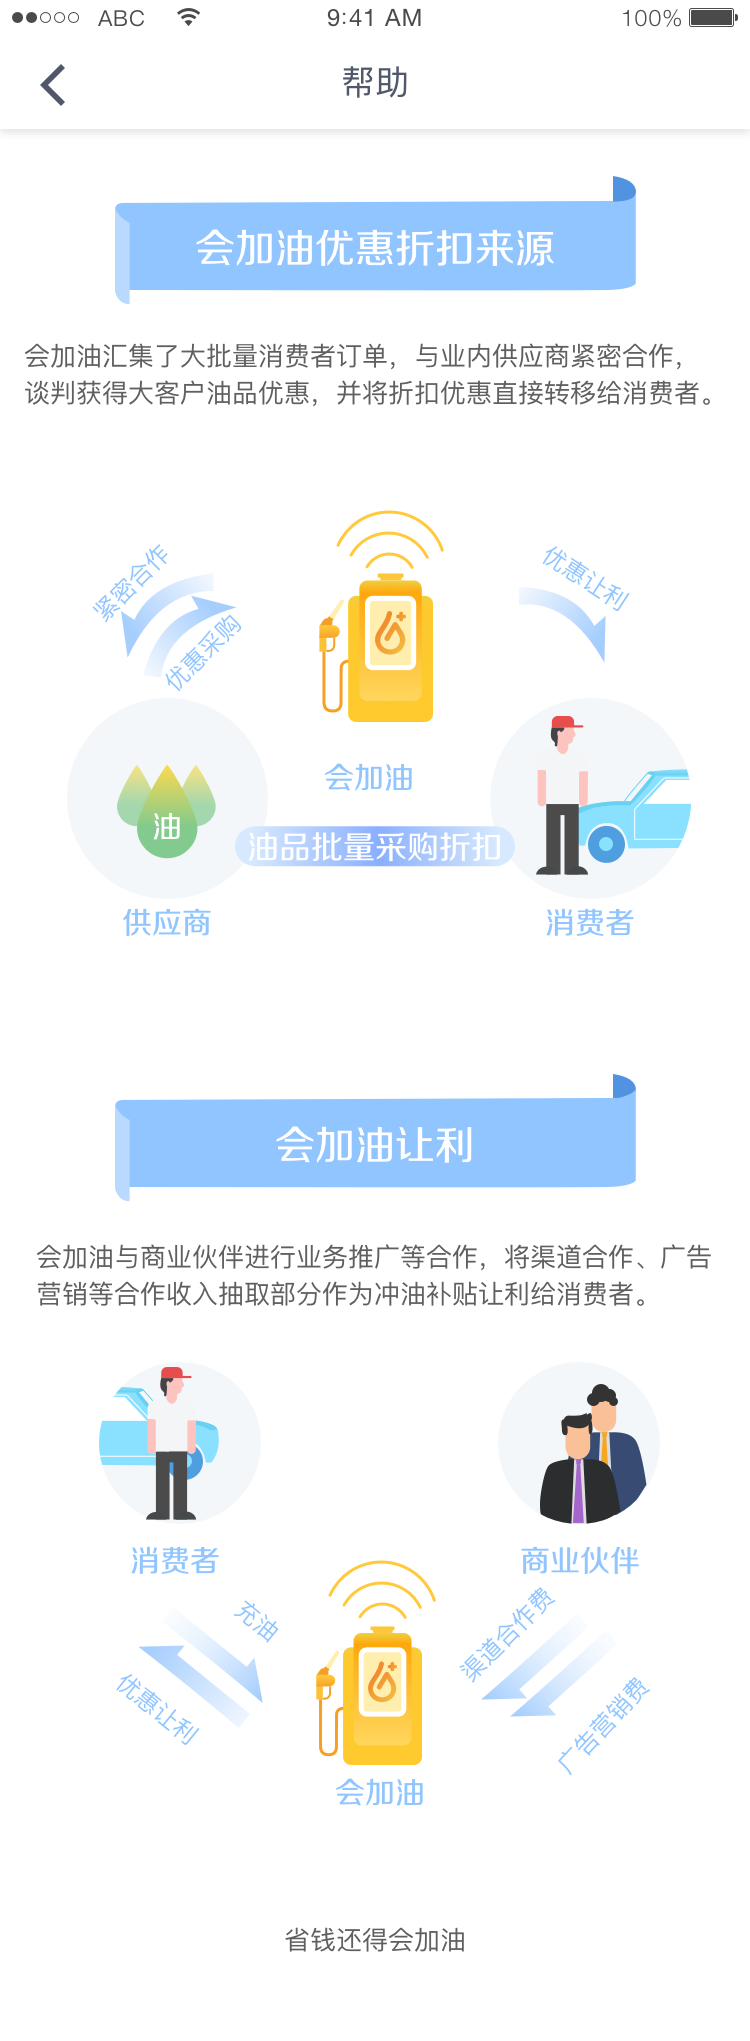 ABC
9:41 AM
100%
帮助
会加油优惠折扣来源
会加油汇集了大批量消费者订单，与业内供应商紧密合作，
谈判获得大客户油品优惠，并将折扣优惠直接转移给消费者。
紧密合作
优惠采购
优惠让利
会加油
油
油品批量采购折扣
供应商
消费者
会加油让利
会加油与商业伙伴进行业务推广等合作，将渠道合作、广告
营销等合作收入抽取部分作为冲油补贴让利给消费者。
消费者
商业伙伴
充油
优惠让利
渠道合作费
广告营销费
会加油
省钱还得会加油